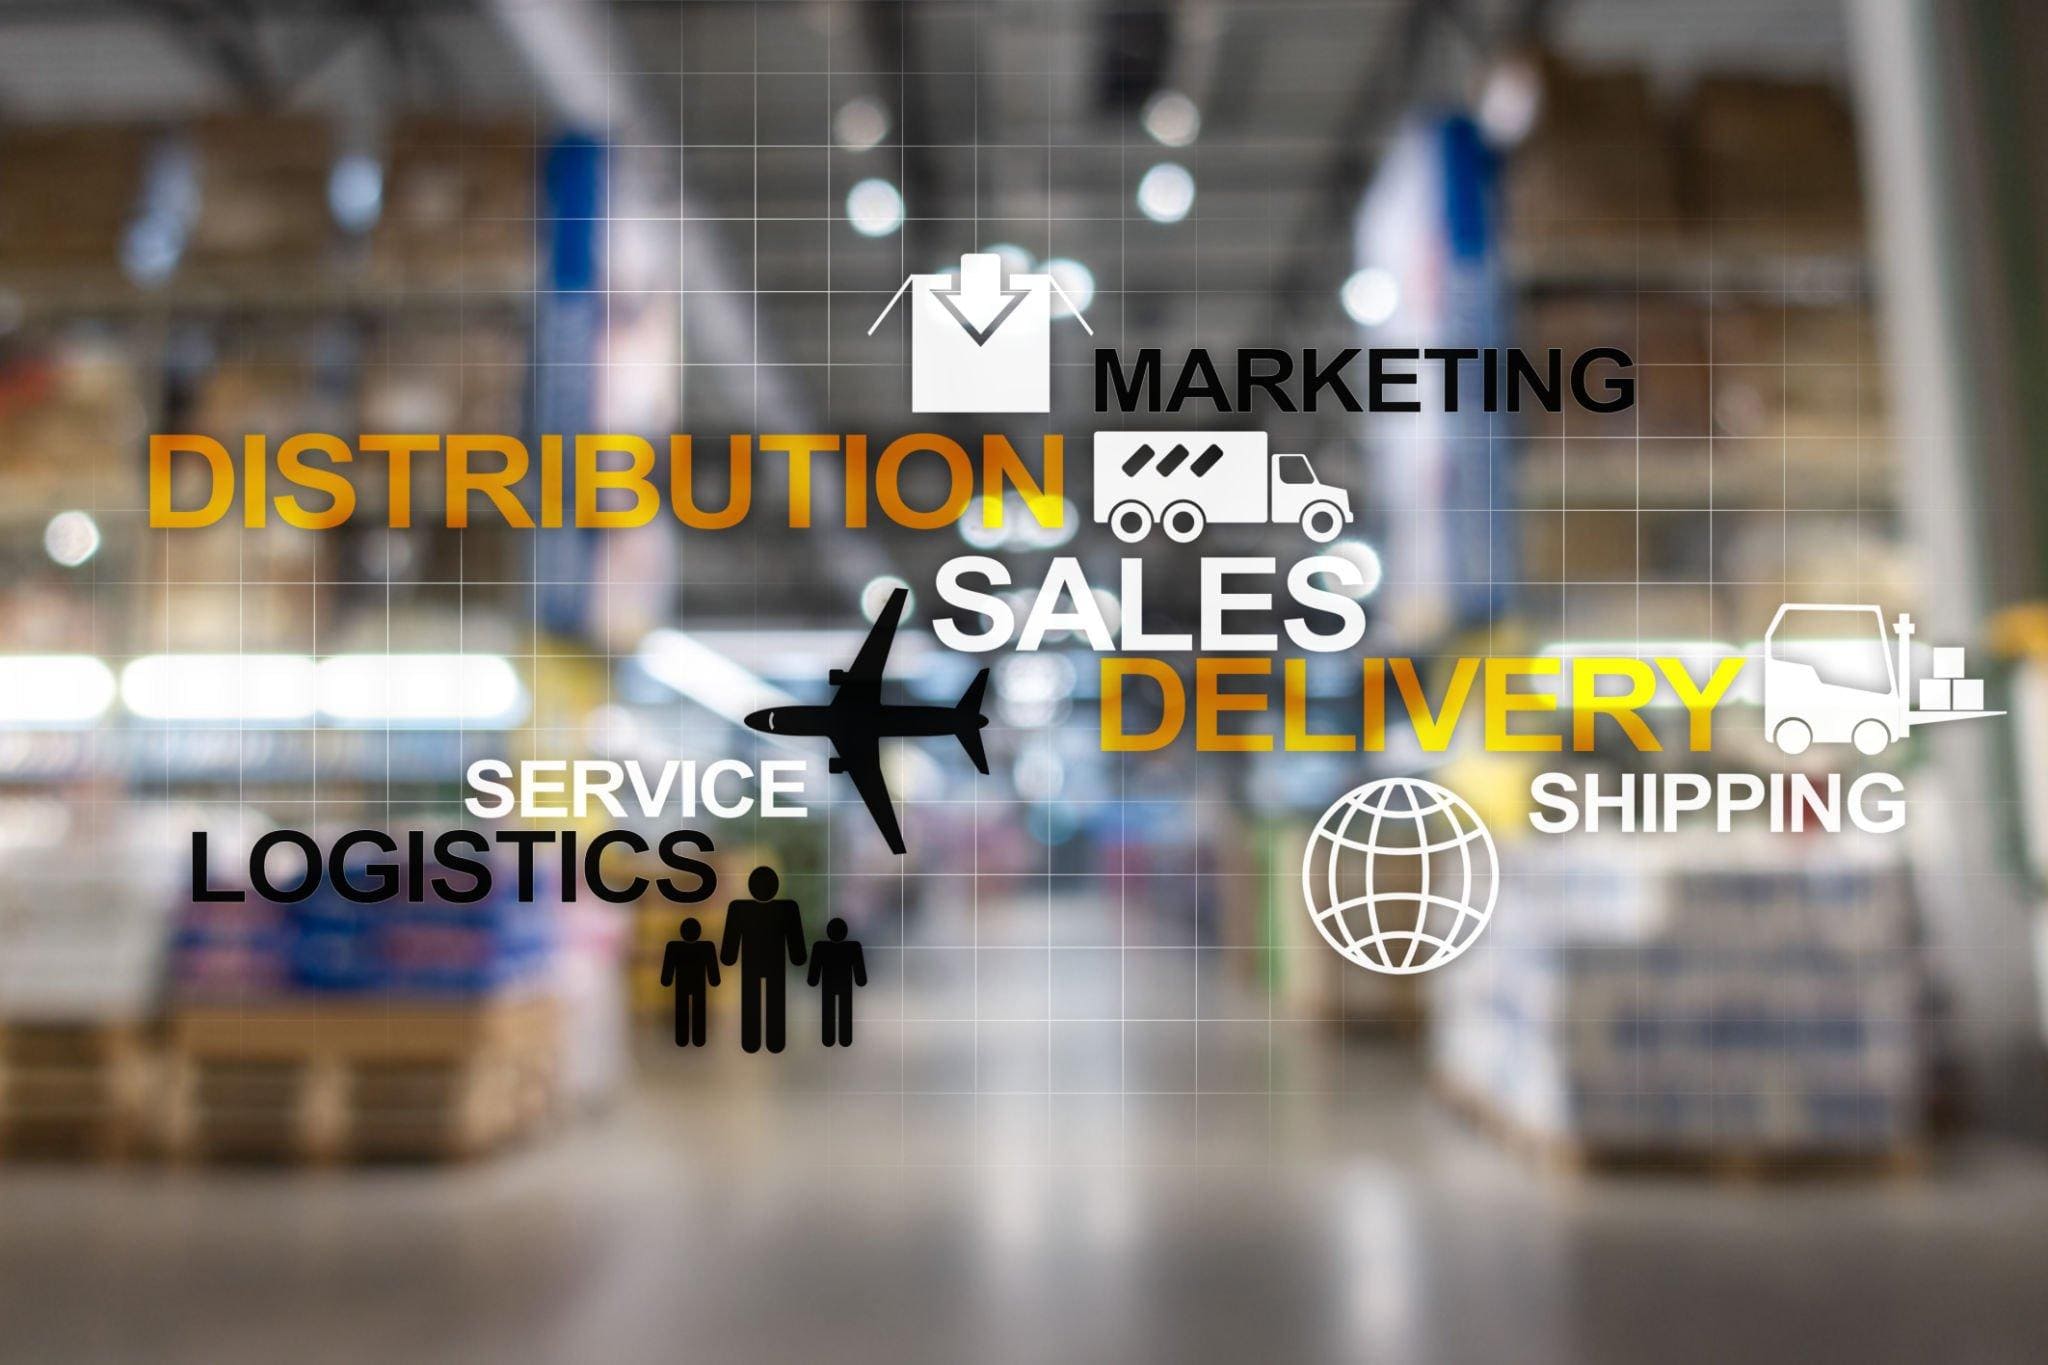 MARKETING
DISTRIBUTION
SALES
DELIVERY
SERVICE
SHIPPING
LOGISTICS